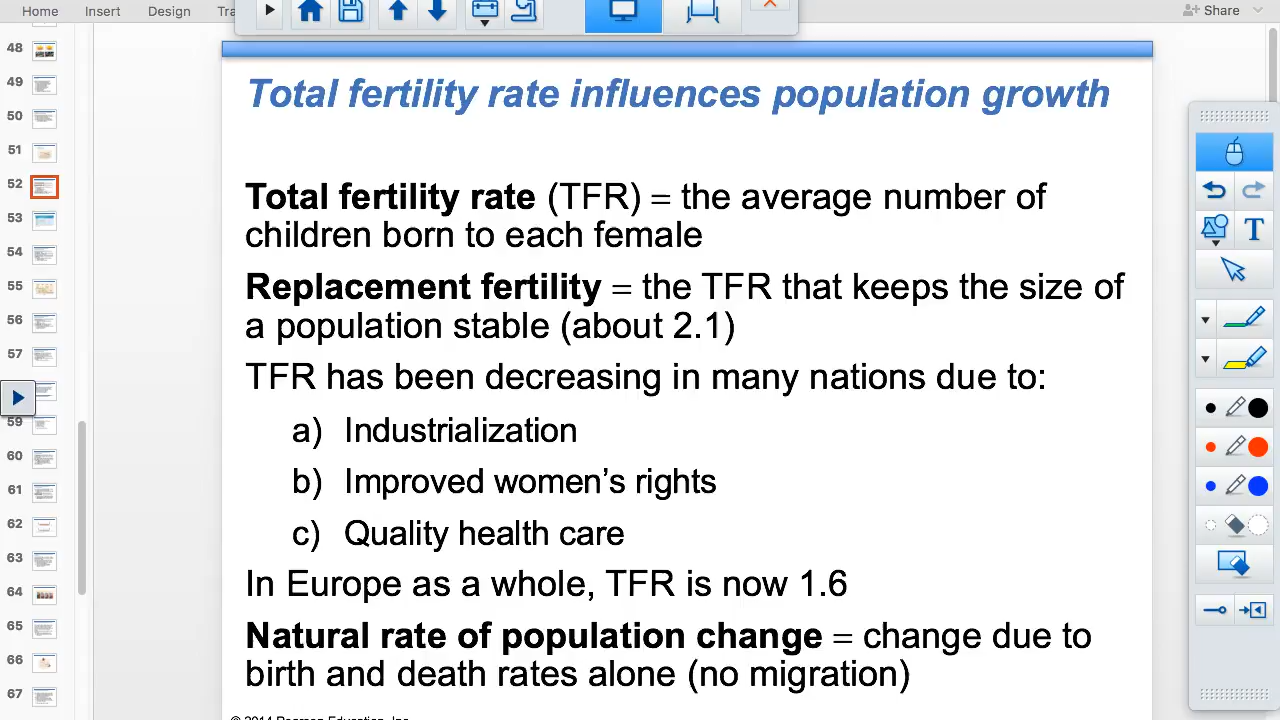 Home Insert Design Tra Share
48
49
50
51
52
53
54
55
56
57
59
60
61
62
63
64
65
66
67
Total fertility rate influences population growth
Total fertility rate (TFR) = the average number of
children born to each female
Replacement fertility = the TFR that keeps the size of
a population stable (about 2.1)
TFR has been decreasing in many nations due to:
a) Industrialization
b) Improved women’s rights
c) Quality health care
In Europe as a whole, TFR is now 1.6
Natural rate of population change = change due to
birth and death rates alone (no migration)
© 2014 Pearson Education, Inc.
T